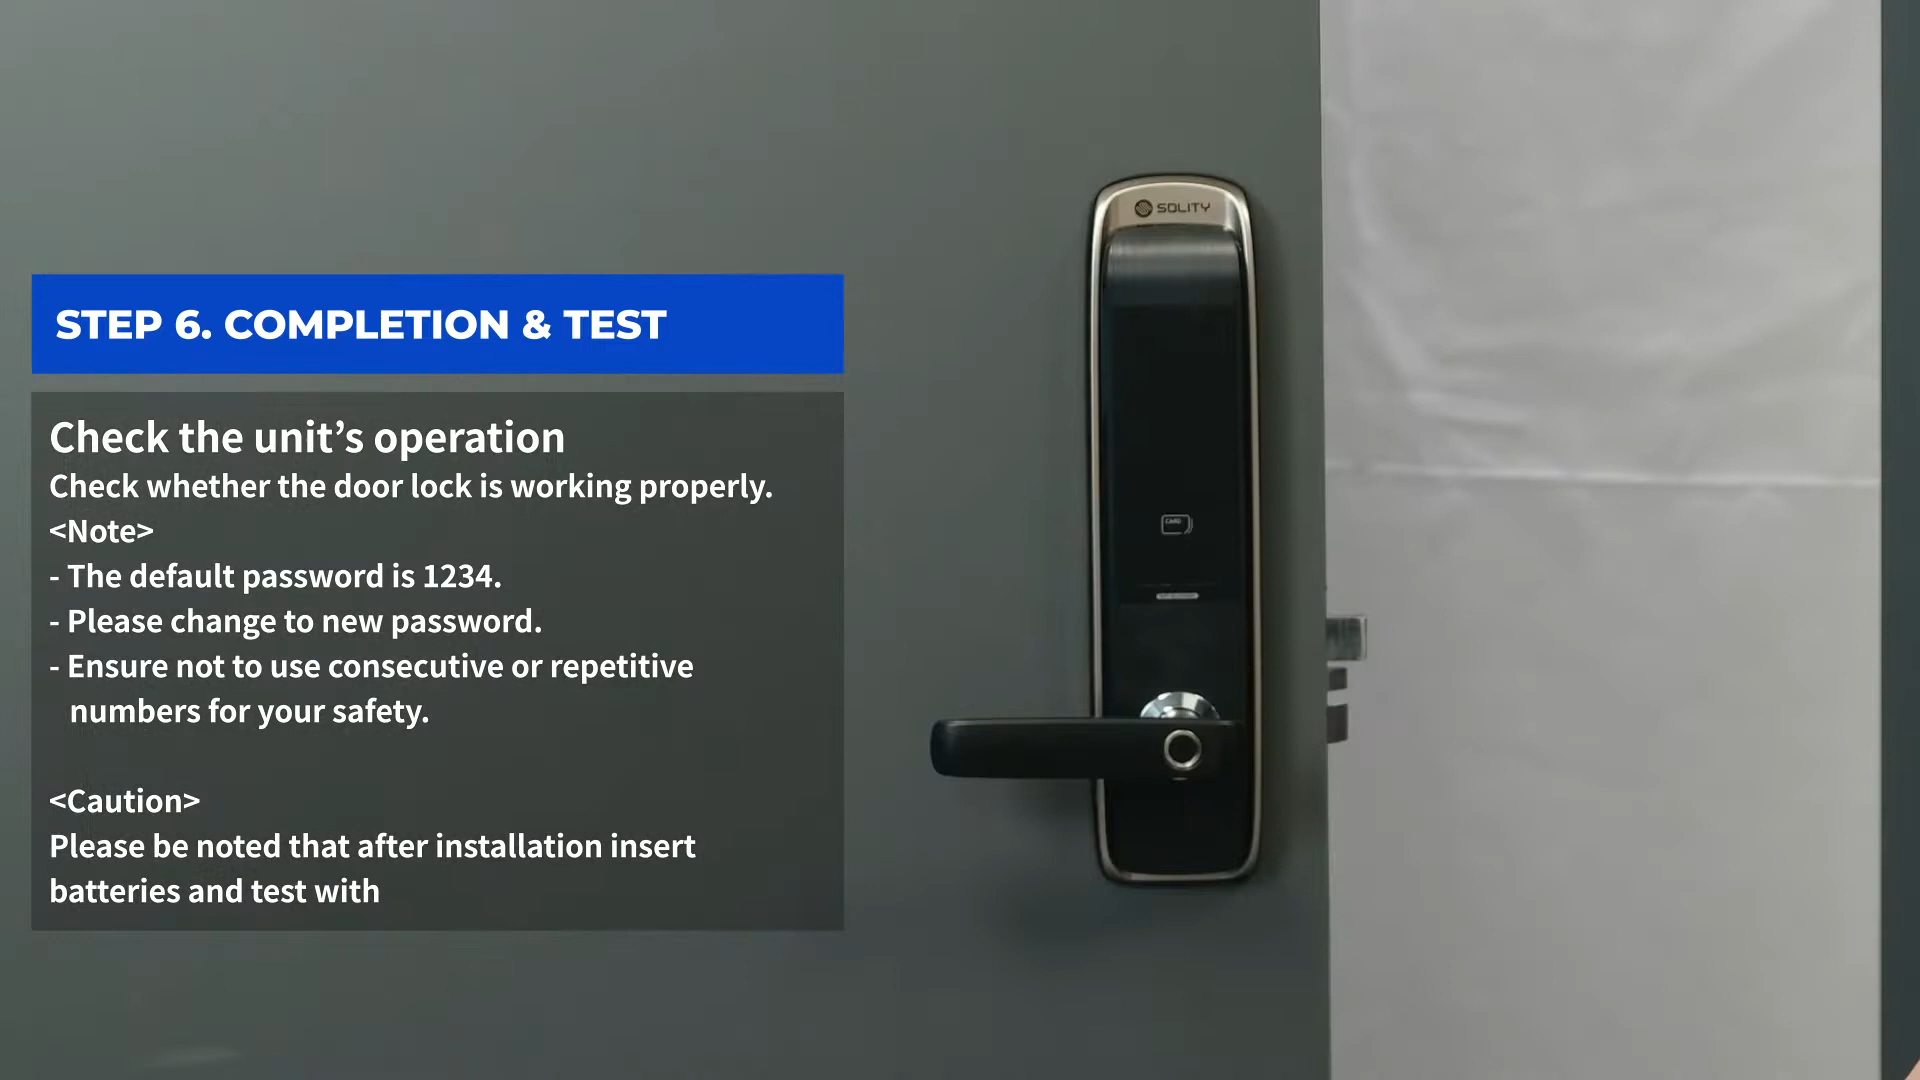 SOLITY
STEP 6. COMPLETION & TEST
Check the unit’s operation
Check whether the door lock is working properly.
<Note>
- The default password is 1234.
- Please change to new password.
- Ensure not to use consecutive or repetitive
numbers for your safety.
<Caution>
Please be noted that after installation insert
batteries and test with
CARD